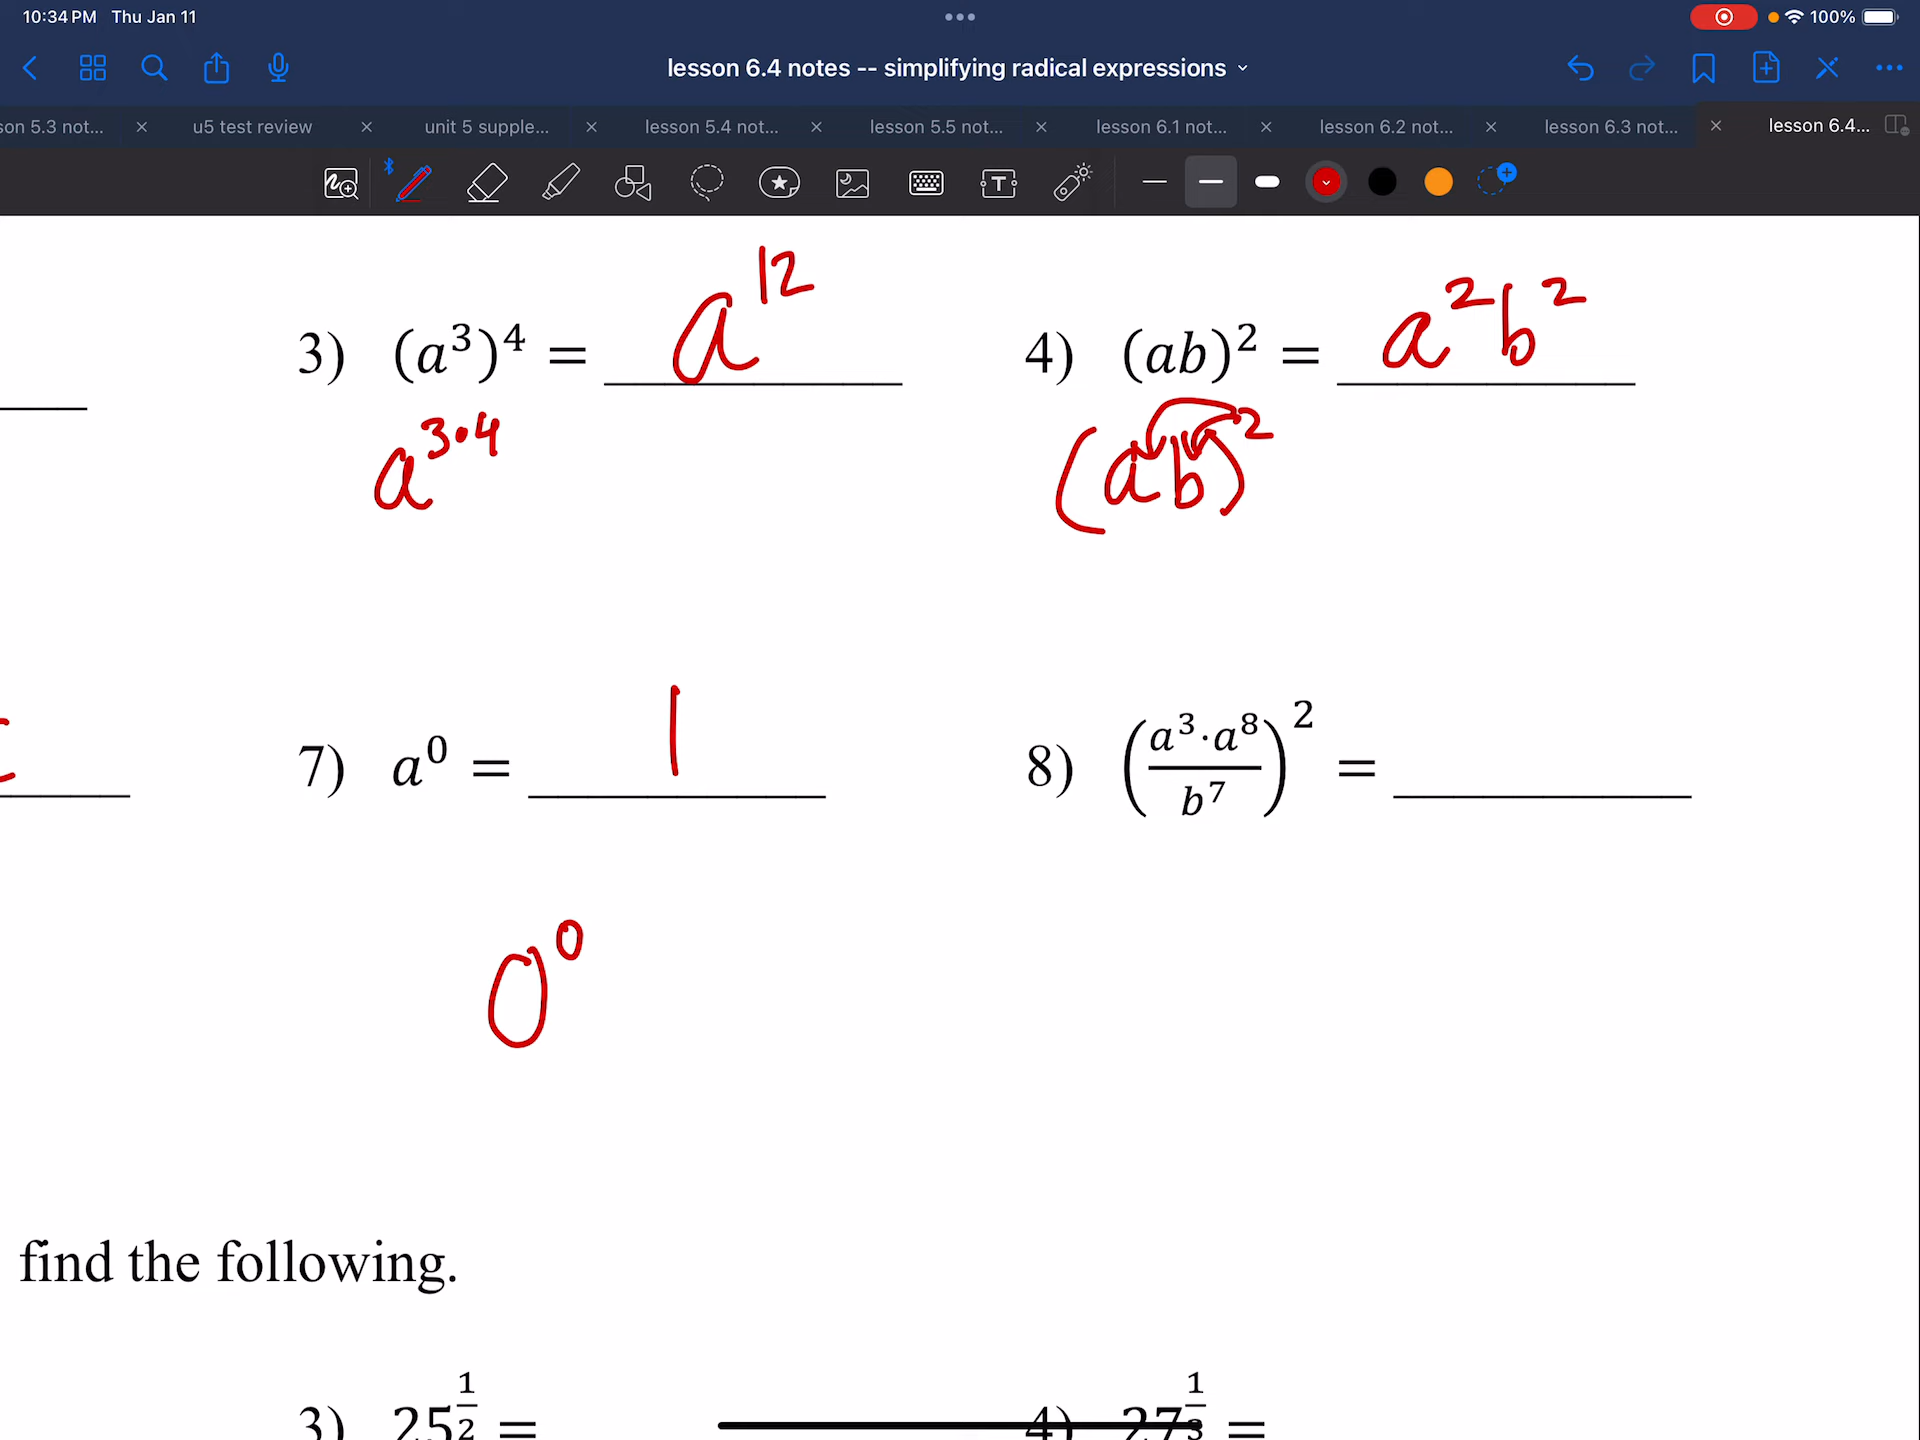 10:34 PM Thu Jan 11 100%
lesson 6.4 notes -- simplifying radical expressions
son 5.3 not... u5 test review unit 5 supple... lesson 5.4 not... lesson 5.5 not... lesson 6.1 not... lesson 6.2 not... lesson 6.3 not... lesson 6.4...
3) (a³)⁴ = a¹² 4) (ab)² = a²b²
a³·⁴ (ab)²
7) a⁰ = 1 8) (a³·a⁸/b⁷)² =
0⁰
find the following.
3) 25^(1/2) = 4) 27^(1/3) =